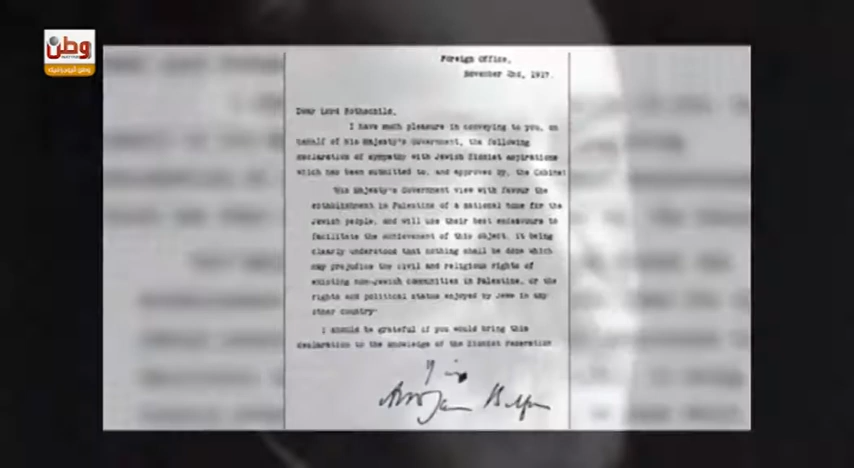 وطن
وطن للوجبات
Foreign Office,
November 2nd, 1917.
Dear Lord Rothschild,
I have much pleasure in conveying to you, on
behalf of His Majesty's Government, the following
declaration of sympathy with Jewish Zionist aspirations
which has been submitted to, and approved by, the Cabinet
His Majesty's Government view with favour the
establishment in Palestine of a national home for the
Jewish people, and will use their best endeavours to
facilitate the achievement of this object, it being
clearly understood that nothing shall be done which
may prejudice the civil and religious rights of
existing non-Jewish communities in Palestine, or the
rights and political status enjoyed by Jews in any
other country
I should be grateful if you would bring this
declaration to the knowledge of the Zionist Federation